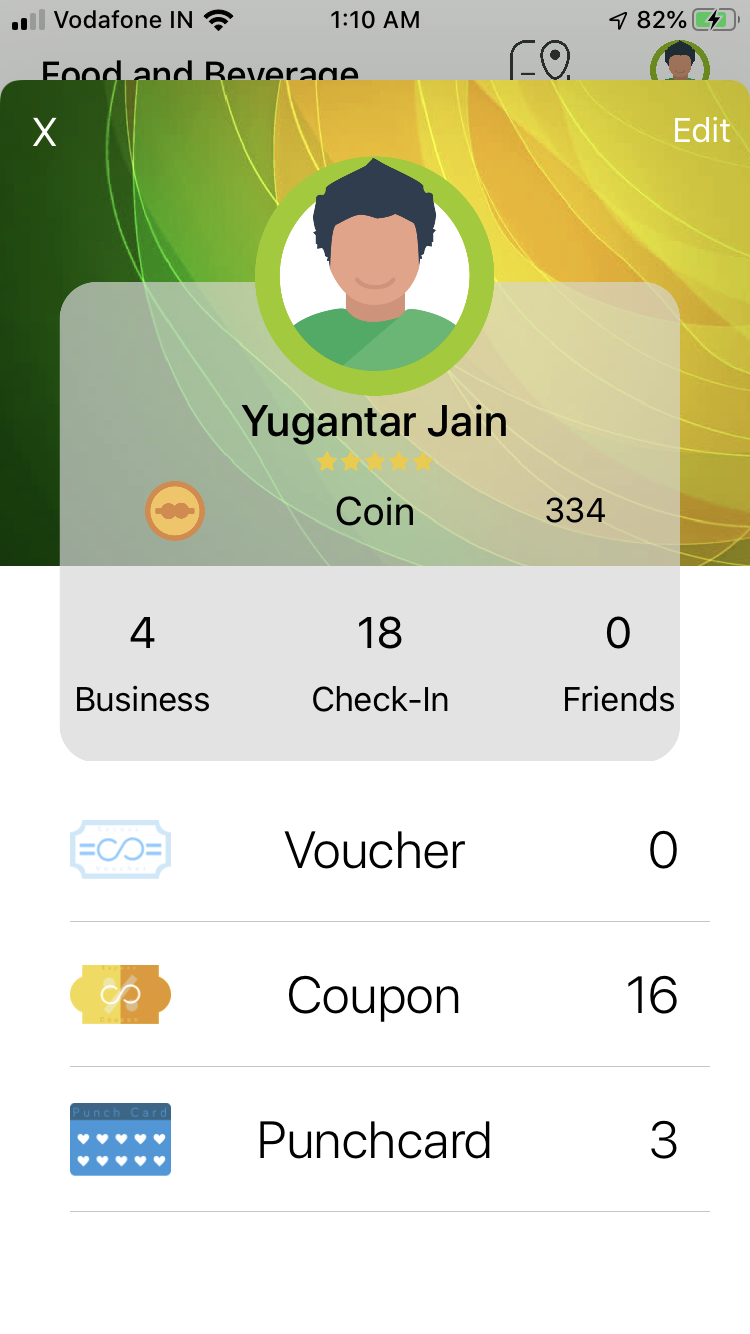 Vodafone IN 1:10 AM 82%
Food and Beverage
X Edit
Yugantar Jain
Coin 334
4 18 0
Business Check-In Friends
Voucher 0
Coupon 16
Punch Card
Punchcard 3